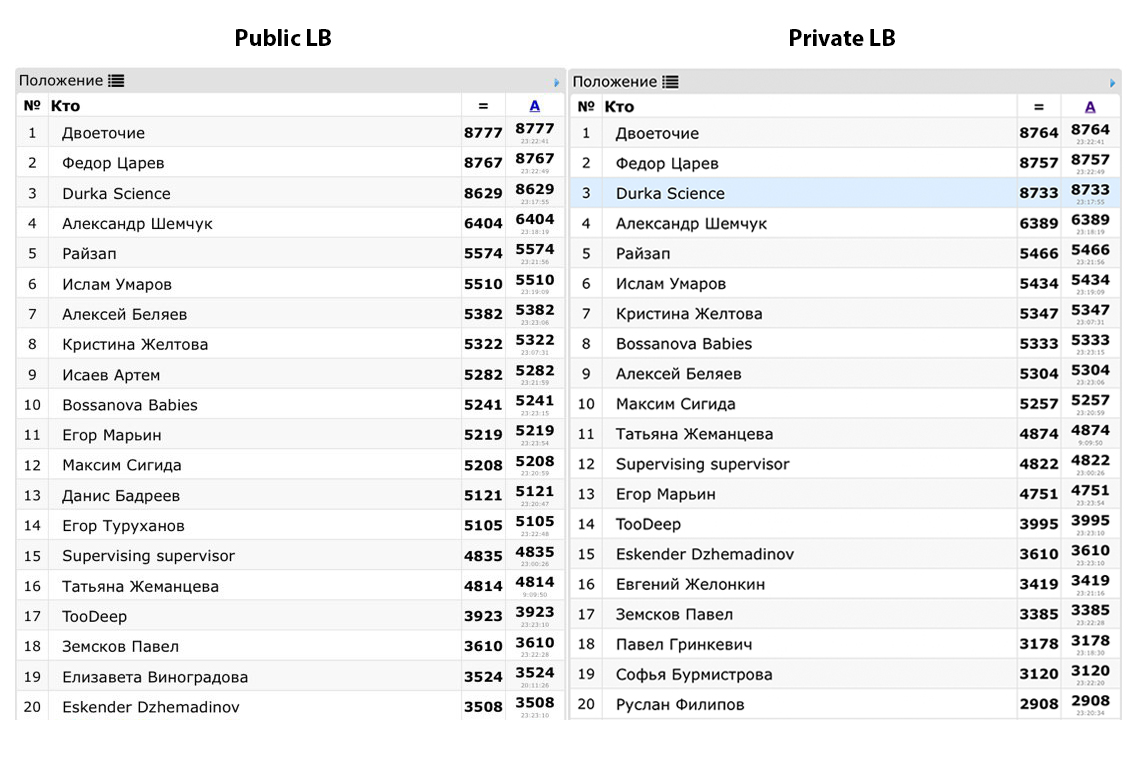 Public LB
Положение
№ Кто = A
1 Двоеточие 8777 8777
23:22:41
2 Федор Царев 8767 8767
23:22:49
3 Durka Science 8629 8629
23:17:55
4 Александр Шемчук 6404 6404
23:18:19
5 Райзап 5574 5574
23:21:56
6 Ислам Умаров 5510 5510
23:19:09
7 Алексей Беляев 5382 5382
23:23:06
8 Кристина Желтова 5322 5322
23:07:31
9 Исаев Артем 5282 5282
23:21:59
10 Bossanova Babies 5241 5241
23:23:15
11 Егор Марьин 5219 5219
23:23:54
12 Максим Сигида 5208 5208
23:20:59
13 Данис Бадреев 5121 5121
23:20:47
14 Егор Туруханов 5105 5105
23:22:48
15 Supervising supervisor 4835 4835
23:00:26
16 Татьяна Жеманцева 4814 4814
9:09:50
17 TooDeep 3923 3923
23:23:10
18 Земсков Павел 3610 3610
23:22:28
19 Елизавета Виноградова 3524 3524
20:11:26
20 Eskender Dzhemadinov 3508 3508
23:23:10
Private LB
Положение
№ Кто = A
1 Двоеточие 8764 8764
23:22:41
2 Федор Царев 8757 8757
23:22:49
3 Durka Science 8733 8733
23:17:55
4 Александр Шемчук 6389 6389
23:18:19
5 Райзап 5466 5466
23:21:56
6 Ислам Умаров 5434 5434
23:19:09
7 Кристина Желтова 5347 5347
23:07:31
8 Bossanova Babies 5333 5333
23:23:15
9 Алексей Беляев 5304 5304
23:23:06
10 Максим Сигида 5257 5257
23:20:59
11 Татьяна Жеманцева 4874 4874
9:09:50
12 Supervising supervisor 4822 4822
23:00:26
13 Егор Марьин 4751 4751
23:23:54
14 TooDeep 3995 3995
23:23:10
15 Eskender Dzhemadinov 3610 3610
23:23:10
16 Евгений Желонкин 3419 3419
23:21:16
17 Земсков Павел 3385 3385
23:22:28
18 Павел Гринкевич 3178 3178
23:18:30
19 Софья Бурмистрова 3120 3120
23:22:20
20 Руслан Филипов 2908 2908
23:20:34